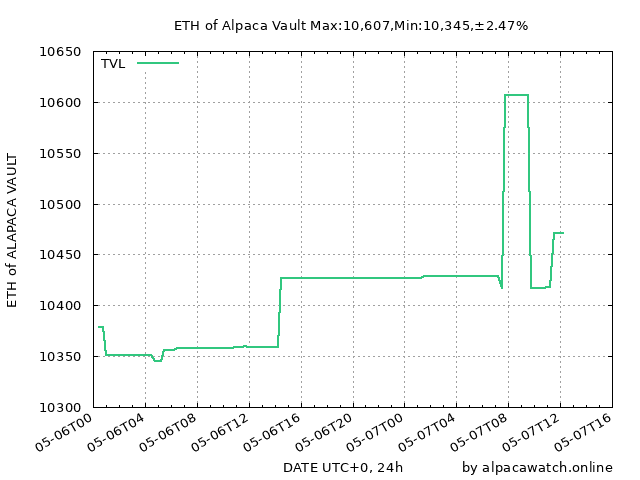 ETH of Alpaca Vault Max:10,607,Min:10,345,±2.47%
10650
TVL
10600
10550
10500
10450
10400
10350
10300
ETH of ALAPACA VAULT
05-06T00
05-06T04
05-06T08
05-06T12
05-06T16
05-06T20
05-07T00
05-07T04
05-07T08
05-07T12
05-07T16
DATE UTC+0, 24h
by alpacawatch.online